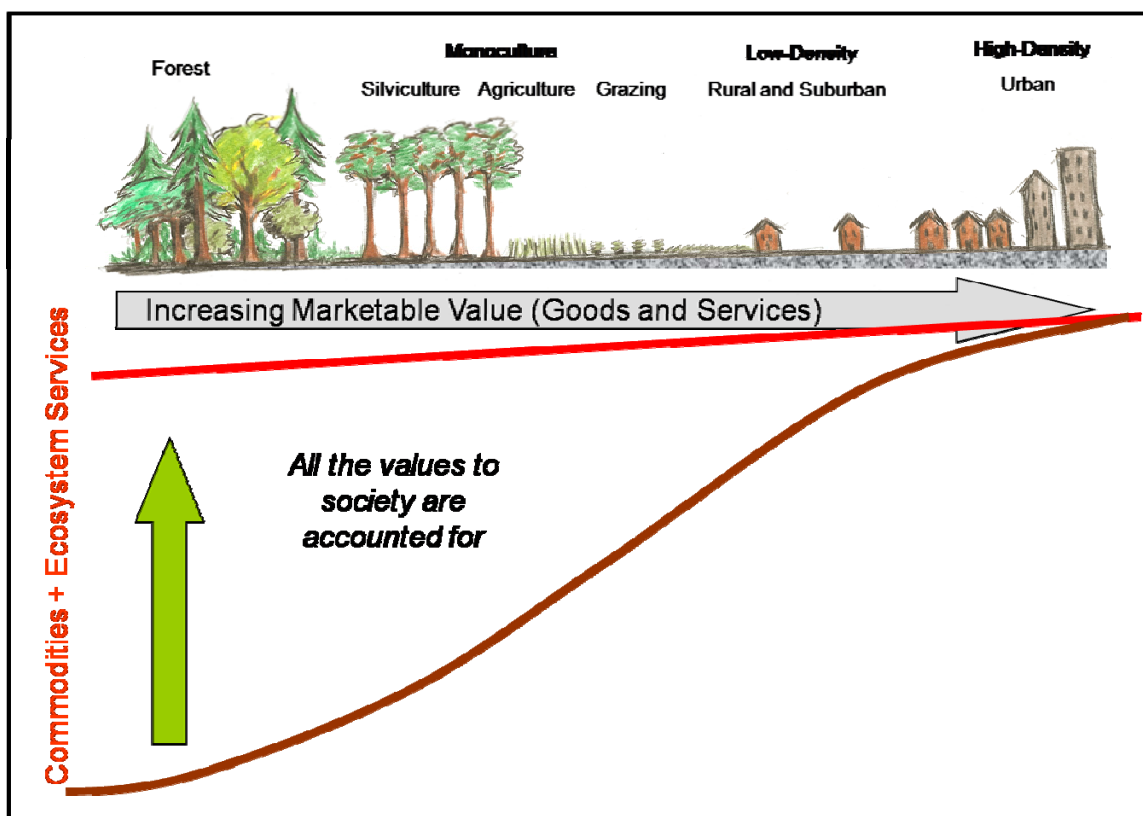 Forest
Monoculture
Silviculture Agriculture Grazing
Low-Density
Rural and Suburban
High-Density
Urban
Increasing Marketable Value (Goods and Services)
Commodities + Ecosystem Services
All the values to
society are
accounted for